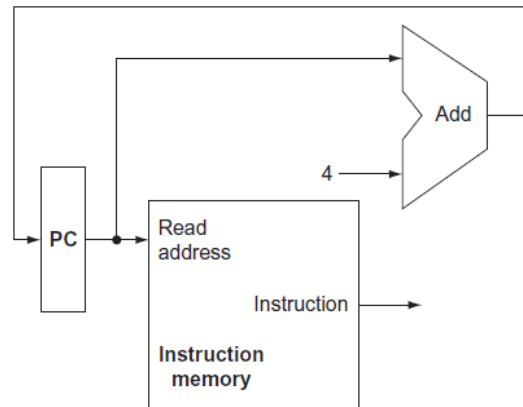 Add
4
PC
Read
address
Instruction
Instruction
memory